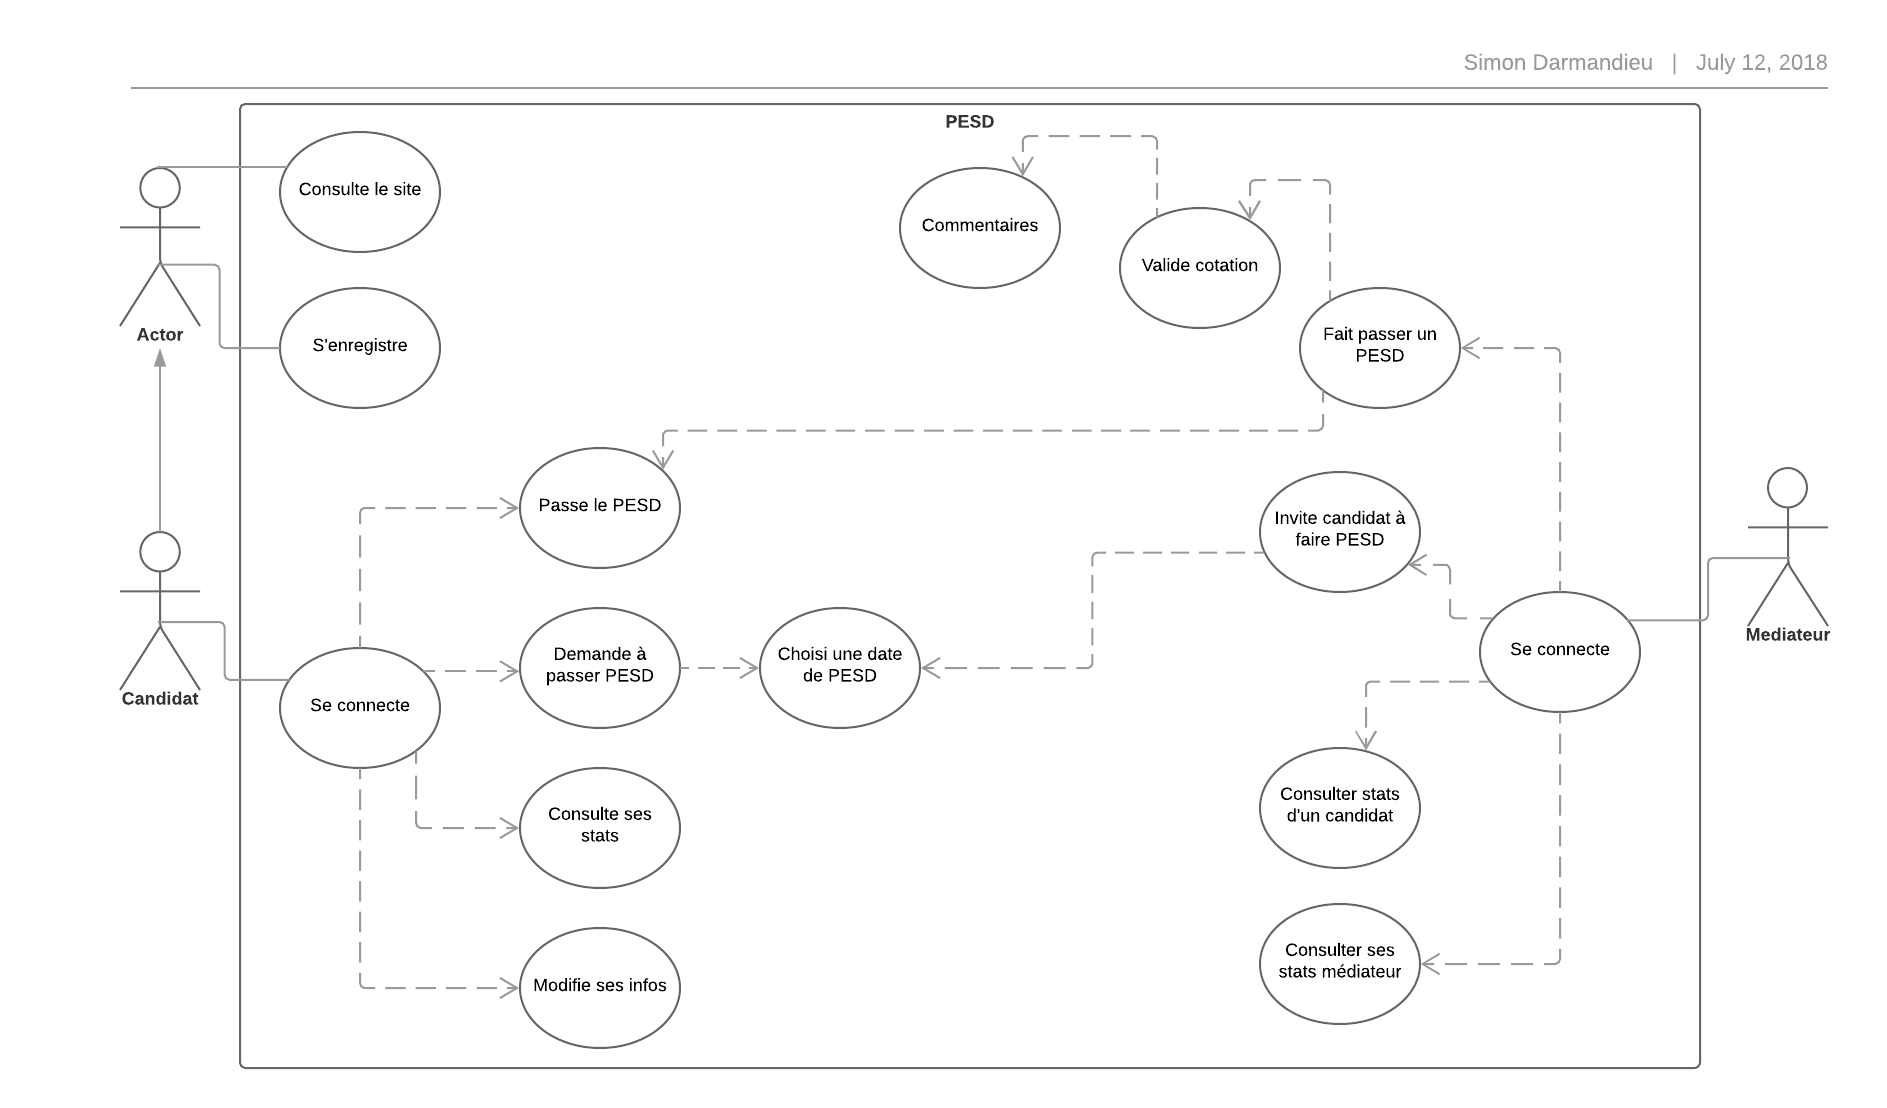 Simon Darmandieu | July 12, 2018
PESD
Consulte le site
Commentaires
Valide cotation
Actor
S'enregistre
Fait passer un
PESD
Passe le PESD
Invite candidat à
faire PESD
Mediateur
Candidat
Se connecte
Demande à
passer PESD
Choisi une date
de PESD
Se connecte
Consulte ses
stats
Consulter stats
d'un candidat
Modifie ses infos
Consulter ses
stats médiateur